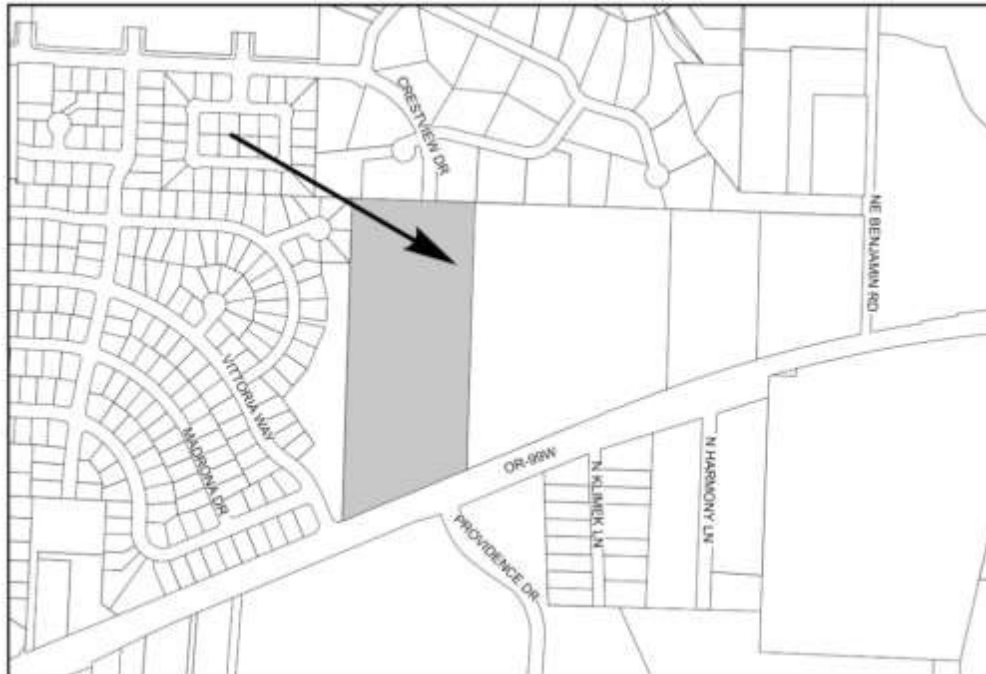 CRESTVIEW DR
NE BENJAMIN RD
VITTORIA WAY
MADRONA DR
OR-99W
N KLIMEK LN
N HARMONY LN
PROVIDENCE DR